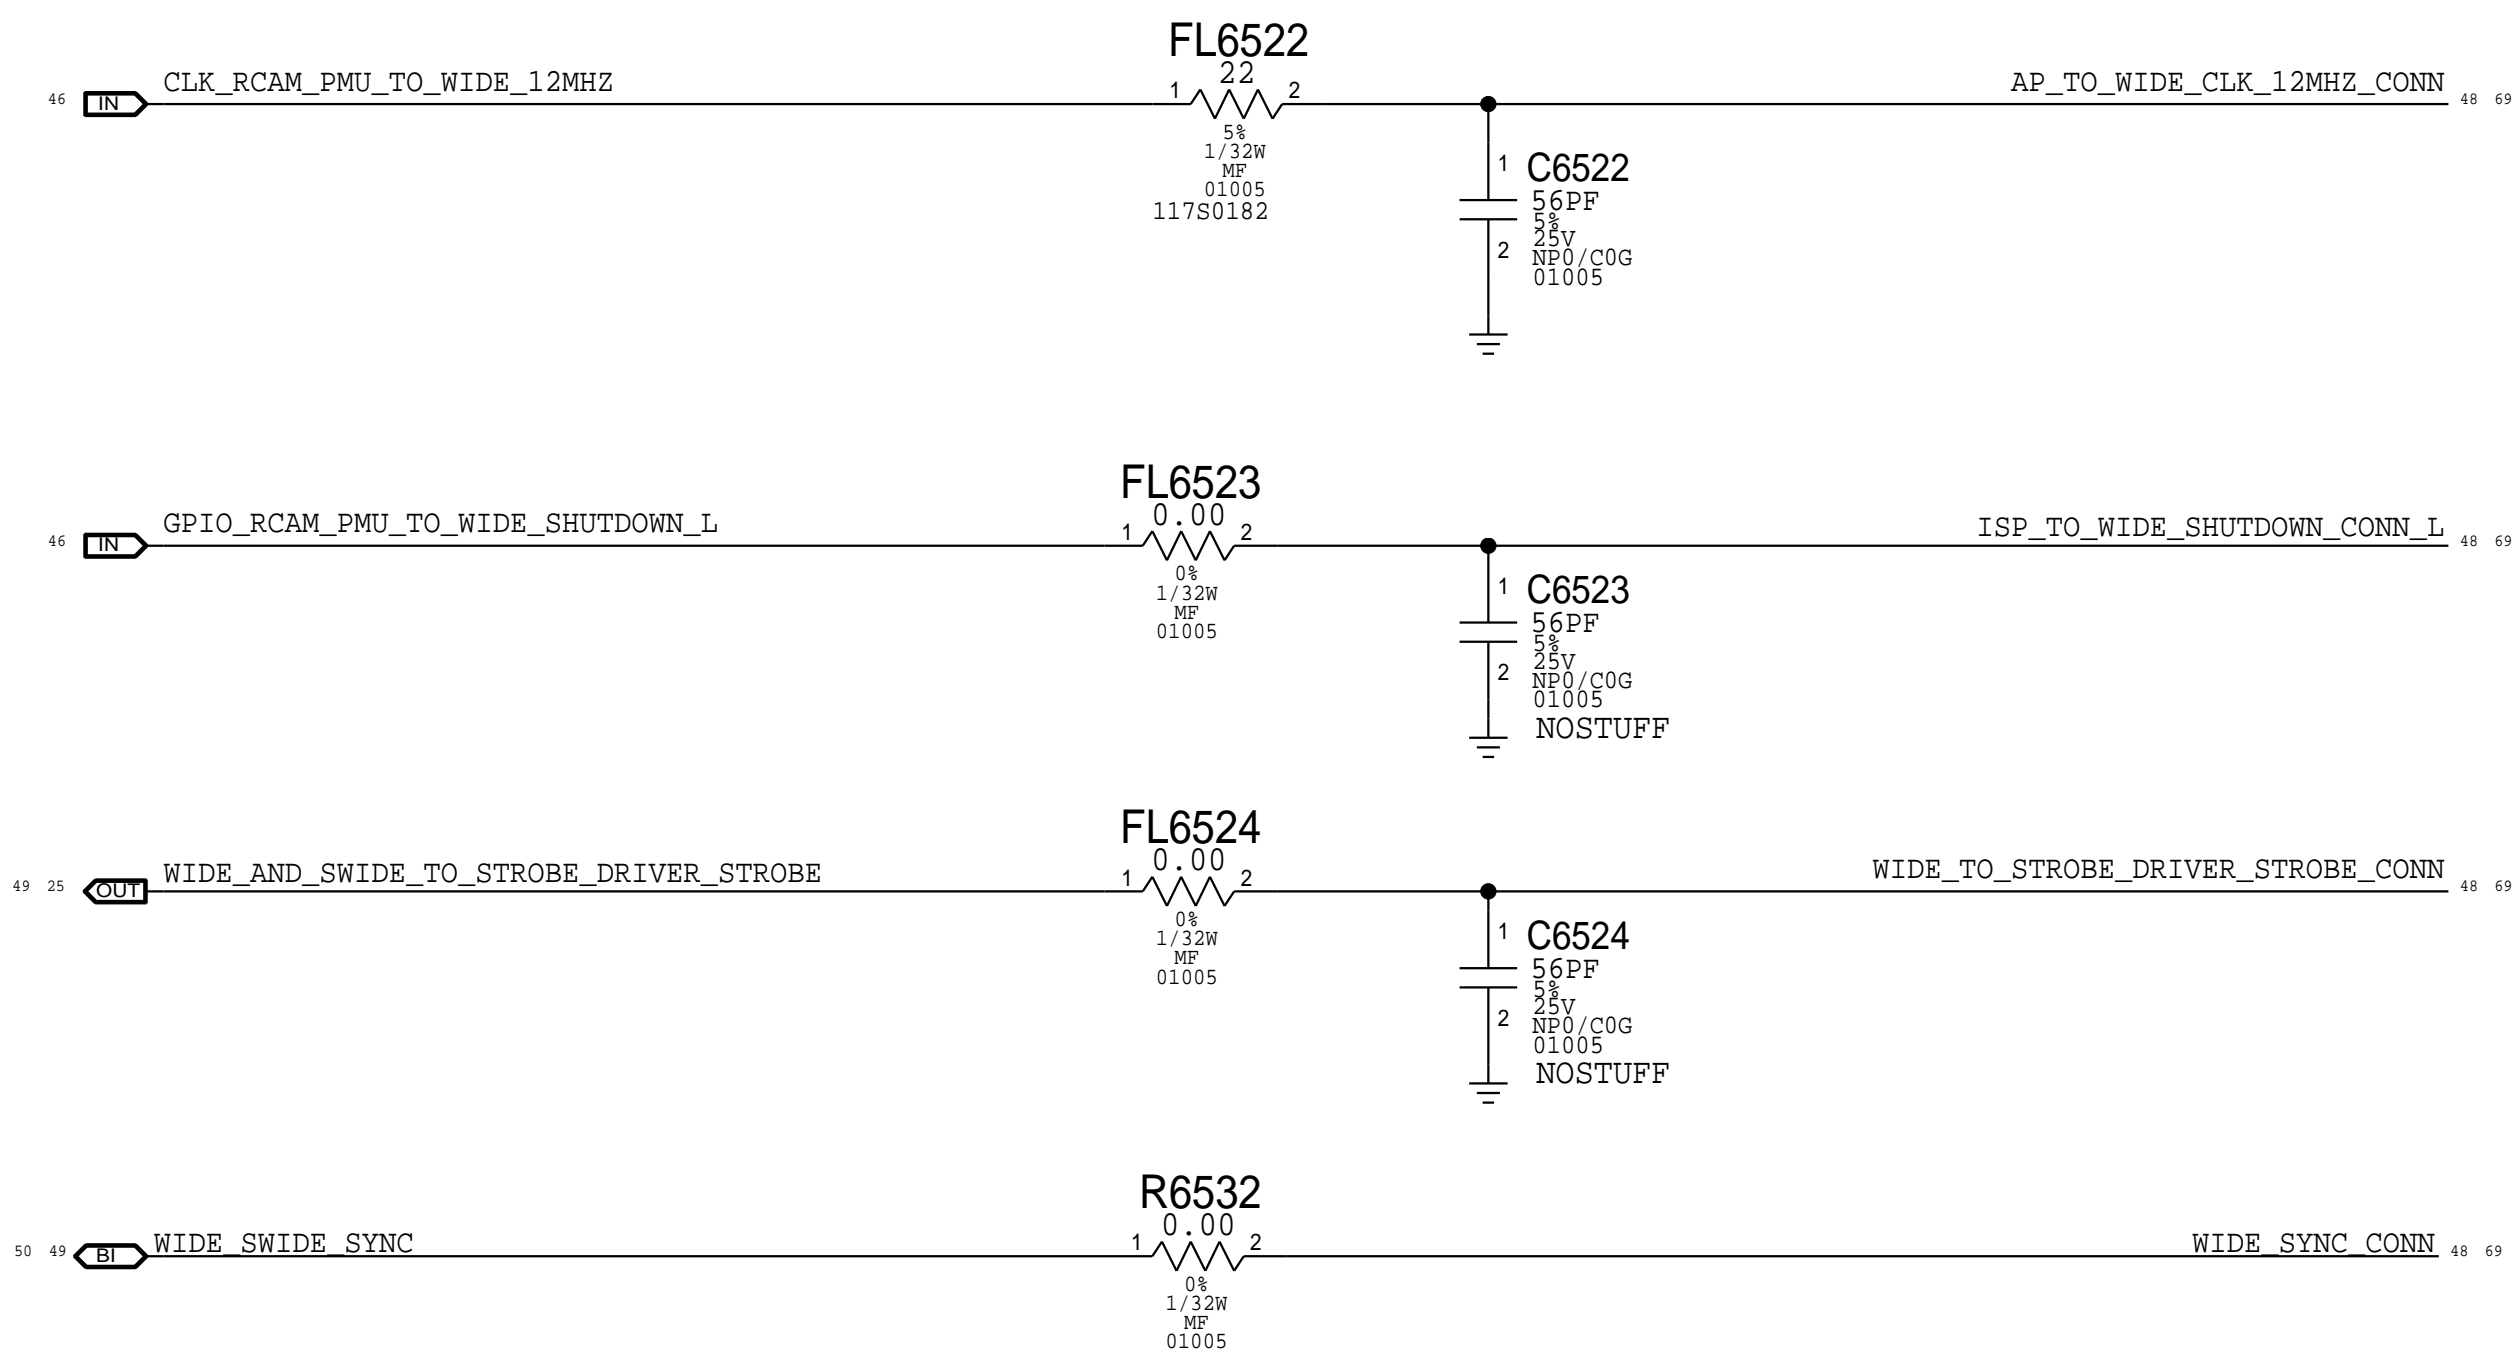 FL6522
22
46 IN CLK_RCAM_PMU_TO_WIDE_12MHZ 1 2 AP_TO_WIDE_CLK_12MHZ_CONN 48 69
5%
1/32W
MF
01005
117S0182
1 C6522
56PF
5%
25V
2 NP0/C0G
01005
FL6523
0.00
46 IN GPIO_RCAM_PMU_TO_WIDE_SHUTDOWN_L 1 2 ISP_TO_WIDE_SHUTDOWN_CONN_L 48 69
0%
1/32W
MF
01005
1 C6523
56PF
5%
25V
2 NP0/C0G
01005
NOSTUFF
FL6524
0.00
49 25 OUT WIDE_AND_SWIDE_TO_STROBE_DRIVER_STROBE 1 2 WIDE_TO_STROBE_DRIVER_STROBE_CONN 48 69
0%
1/32W
MF
01005
1 C6524
56PF
5%
25V
2 NP0/C0G
01005
NOSTUFF
R6532
0.00
50 49 BI WIDE_SWIDE_SYNC 1 2 WIDE_SYNC_CONN 48 69
0%
1/32W
MF
01005